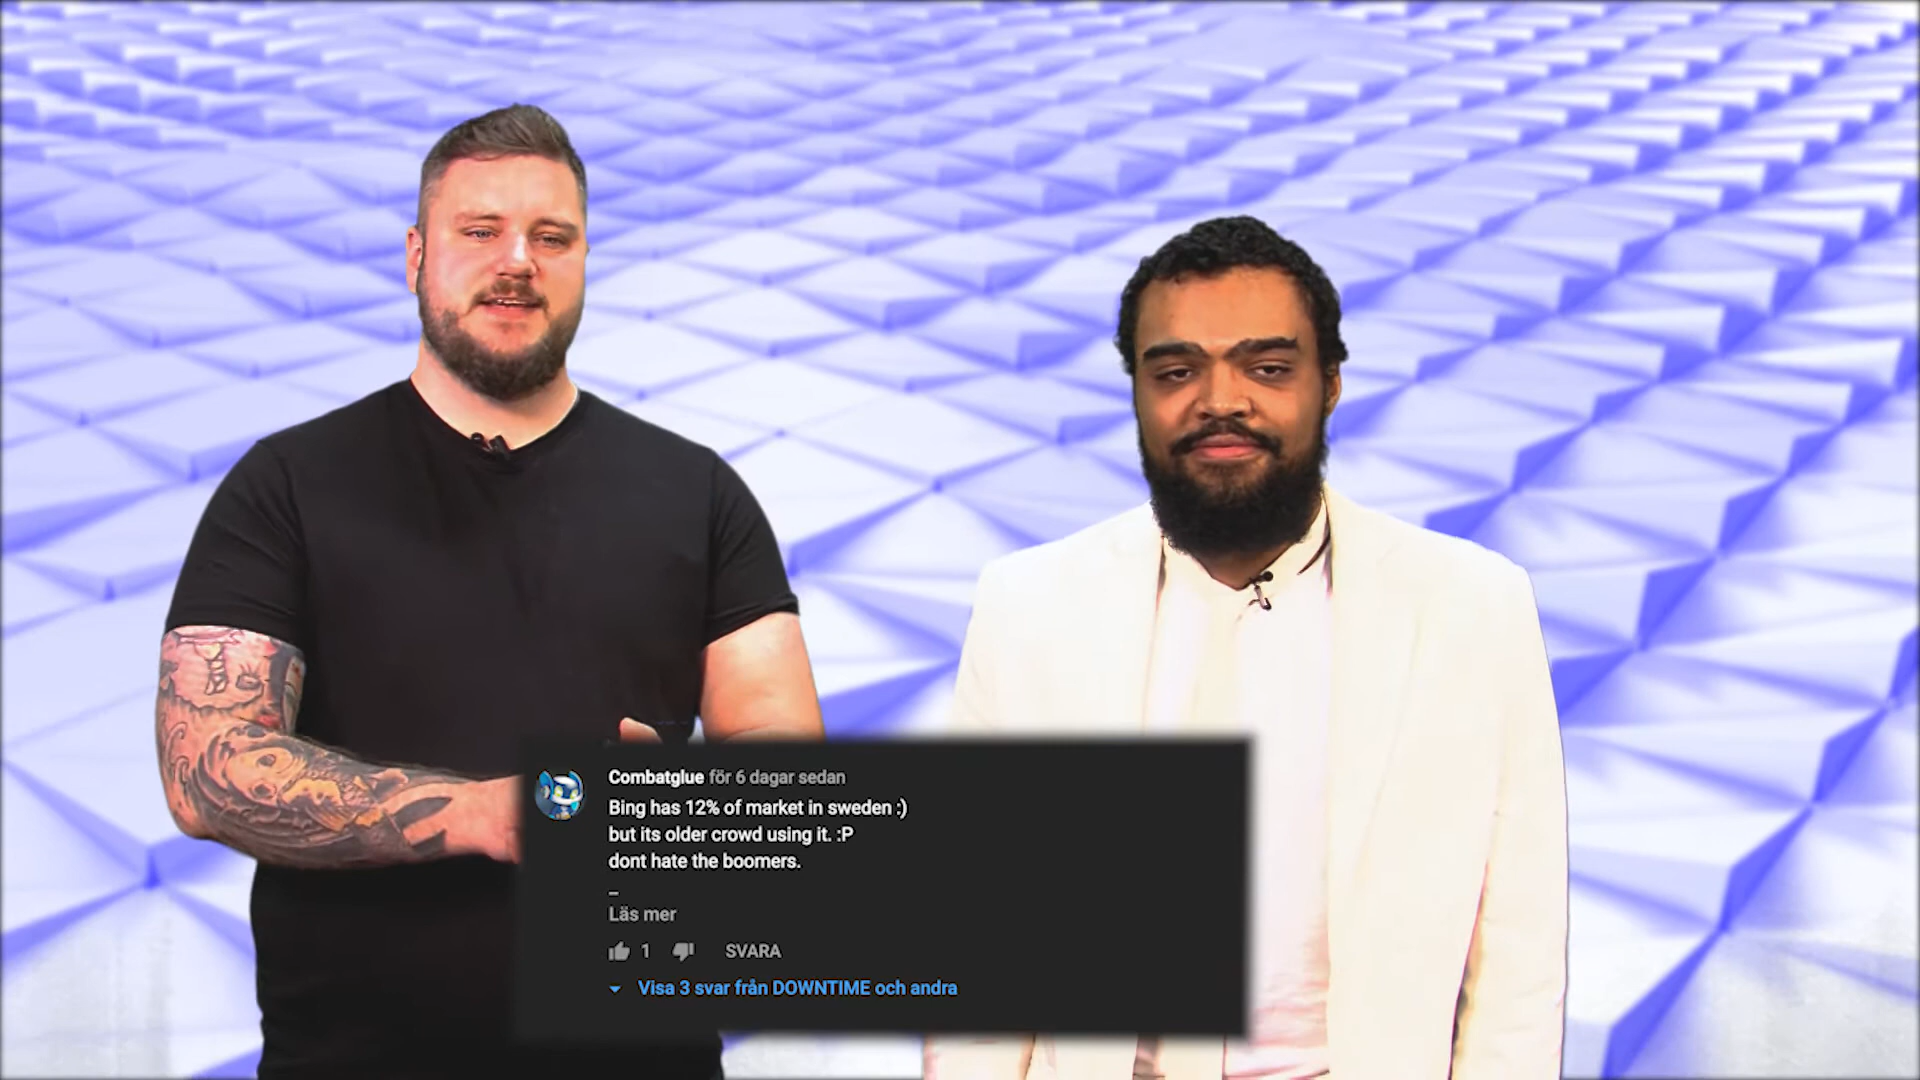 Combatglue för 6 dagar sedan
Bing has 12% of market in sweden :)
but its older crowd using it. :P
dont hate the boomers.
_
Läs mer
1 SVARA
Visa 3 svar från DOWNTIME och andra